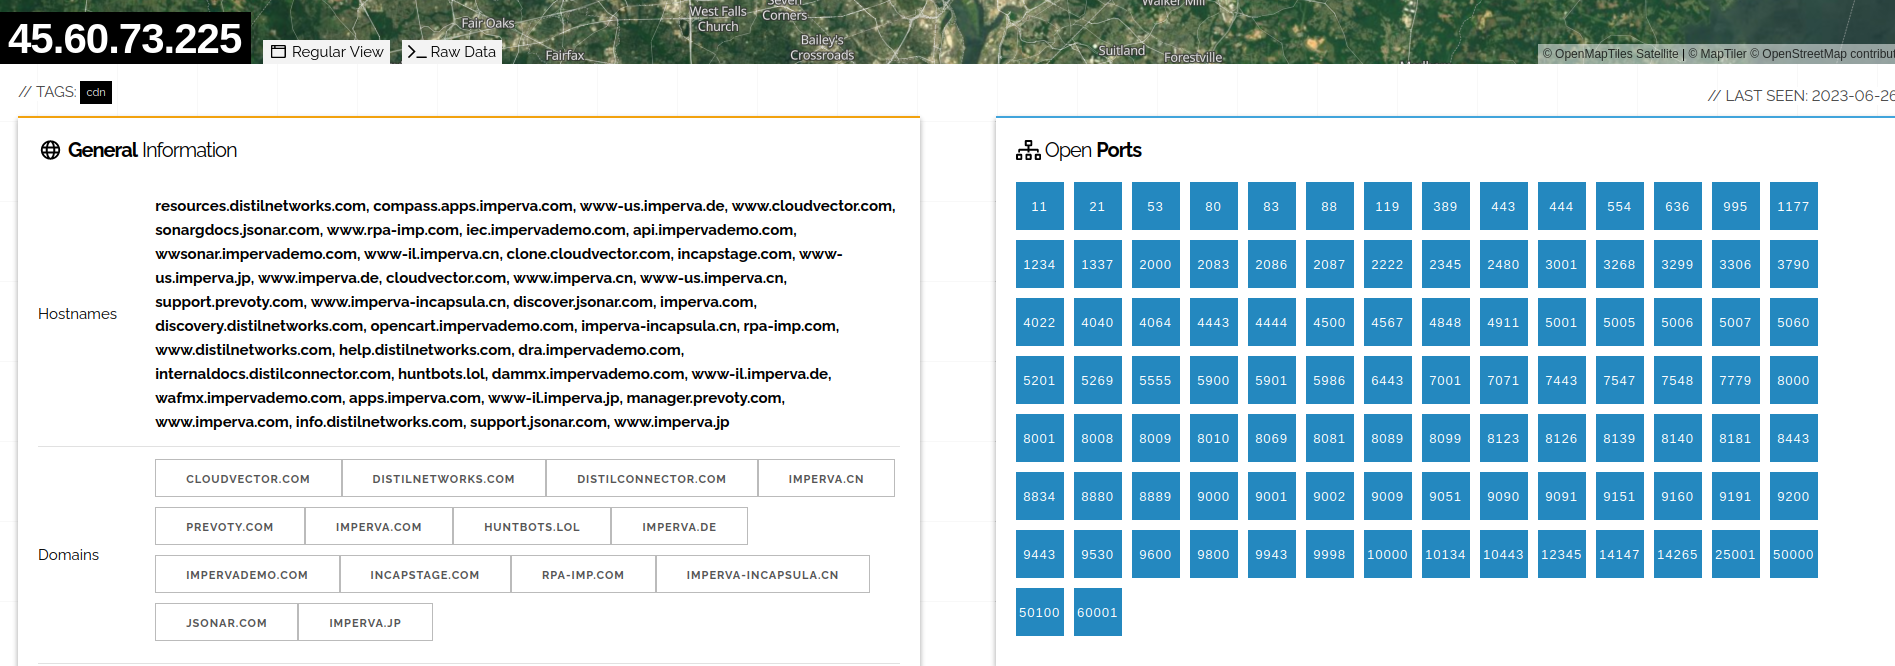 Fair Oaks
West Falls
Church
Seven
Corners
Walker Mill
Bailey's
Crossroads
Fairfax
Suitland
Forestville
45.60.73.225
Regular View
Raw Data
© OpenMapTiles Satellite | © MapTiler © OpenStreetMap contribut
// TAGS: cdn
// LAST SEEN: 2023-06-26
General Information
Hostnames
resources.distilnetworks.com, compass.apps.imperva.com, www-us.imperva.de, www.cloudvector.com,
sonargdocs.jsonar.com, www.rpa-imp.com, iec.impervademo.com, api.impervademo.com,
wwsonar.impervademo.com, www-il.imperva.cn, clone.cloudvector.com, incapstage.com, www-
us.imperva.jp, www.imperva.de, cloudvector.com, www.imperva.cn, www-us.imperva.cn,
support.prevoty.com, www.imperva-incapsula.cn, discover.jsonar.com, imperva.com,
discovery.distilnetworks.com, opencart.impervademo.com, imperva-incapsula.cn, rpa-imp.com,
www.distilnetworks.com, help.distilnetworks.com, dra.impervademo.com,
internaldocs.distilconnector.com, huntbots.lol, dammx.impervademo.com, www-il.imperva.de,
wafmx.impervademo.com, apps.imperva.com, www-il.imperva.jp, manager.prevoty.com,
www.imperva.com, info.distilnetworks.com, support.jsonar.com, www.imperva.jp
Domains
CLOUDVECTOR.COM DISTILNETWORKS.COM DISTILCONNECTOR.COM IMPERVA.CN
PREVOTY.COM IMPERVA.COM HUNTBOTS.LOL IMPERVA.DE
IMPERVADEMO.COM INCAPSTAGE.COM RPA-IMP.COM IMPERVA-INCAPSULA.CN
JSONAR.COM IMPERVA.JP
Open Ports
11 21 53 80 83 88 119 389 443 444 554 636 995 1177
1234 1337 2000 2083 2086 2087 2222 2345 2480 3001 3268 3299 3306 3790
4022 4040 4064 4443 4444 4500 4567 4848 4911 5001 5005 5006 5007 5060
5201 5269 5555 5900 5901 5986 6443 7001 7071 7443 7547 7548 7779 8000
8001 8008 8009 8010 8069 8081 8089 8099 8123 8126 8139 8140 8181 8443
8834 8880 8889 9000 9001 9002 9009 9051 9090 9091 9151 9160 9191 9200
9443 9530 9600 9800 9943 9998 10000 10134 10443 12345 14147 14265 25001 50000
50100 60001